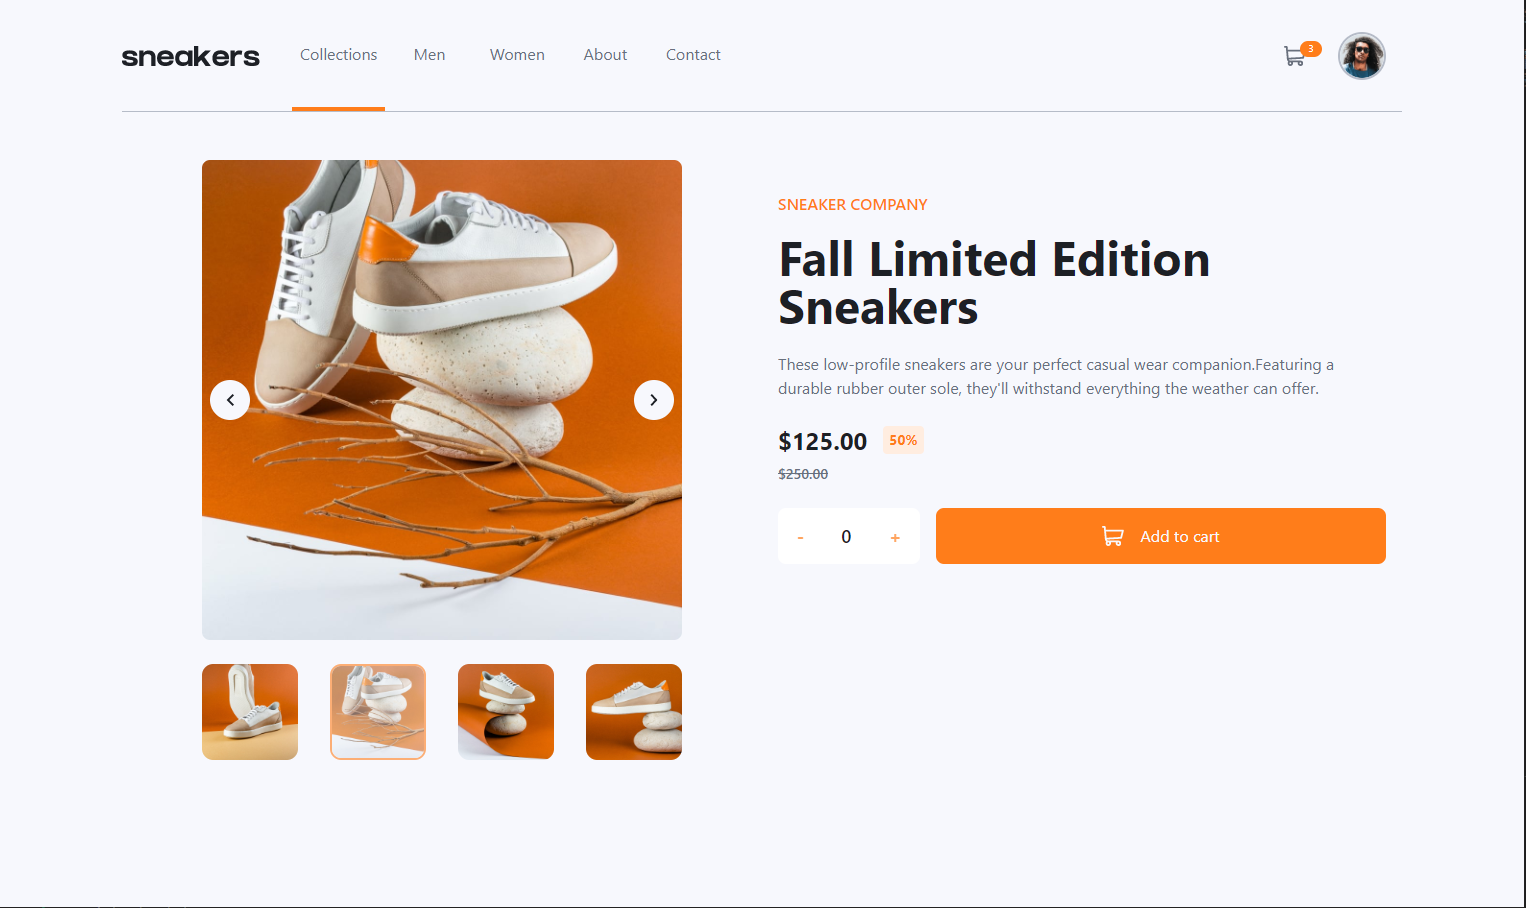 sneakers
Collections
Men
Women
About
Contact
3
SNEAKER COMPANY
Fall Limited Edition
Sneakers
These low-profile sneakers are your perfect casual wear companion.Featuring a
durable rubber outer sole, they'll withstand everything the weather can offer.
$125.00 50%
$250.00
- 0 +
Add to cart